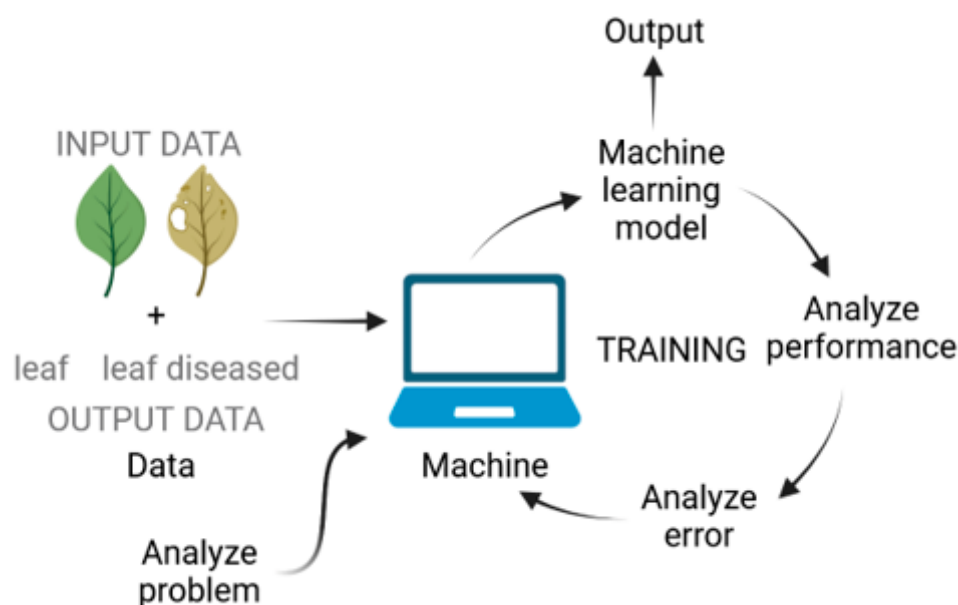 INPUT DATA
+
leaf leaf diseased
OUTPUT DATA
Data
Analyze
problem
Machine
TRAINING
Output
Machine
learning
model
Analyze
performance
Analyze
error